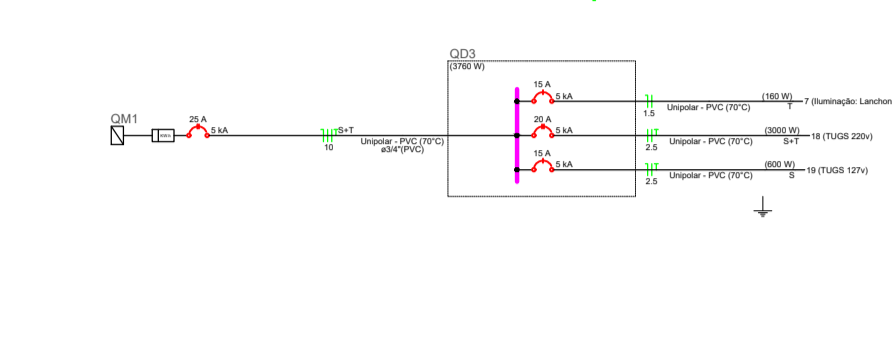 QD3
(3760 W)
15 A
5 kA
1.5
(160 W)
T
Unipolar - PVC (70°C)
7 (Iluminação: Lanchon
QM1
KWh
25 A
5 kA
S+T
10
Unipolar - PVC (70°C)
ø3/4"(PVC)
20 A
5 kA
T
2.5
(3000 W)
S+T
Unipolar - PVC (70°C)
18 (TUGS 220v)
15 A
5 kA
T
2.5
(600 W)
S
Unipolar - PVC (70°C)
19 (TUGS 127v)